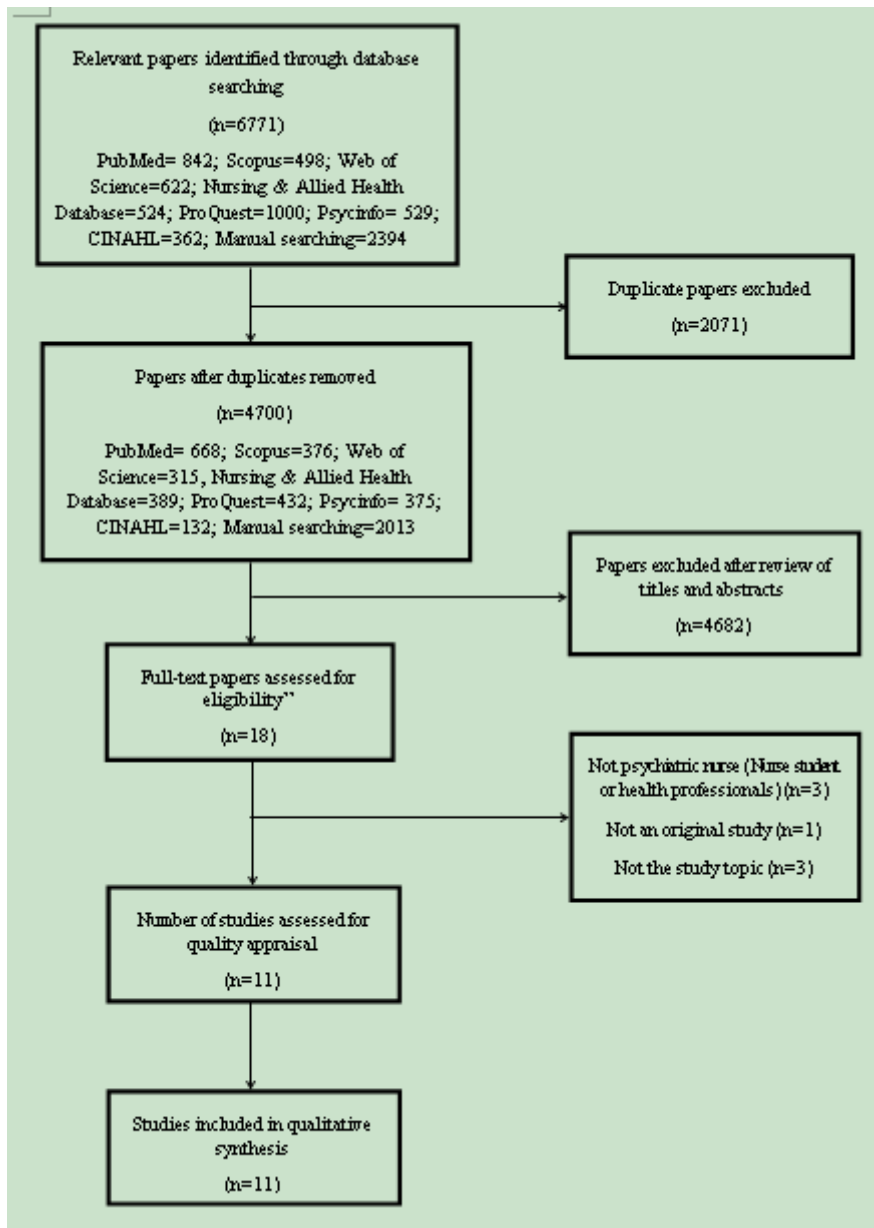 Relevant papers identified through database
searching
(n=6771)
PubMed= 842; Scopus=498; Web of
Science=622; Nursing & Allied Health
Database=524; ProQuest=1000; Psycinfo= 529;
CINAHL=362; Manual searching=2394
Duplicate papers excluded
(n=2071)
Papers after duplicates removed
(n=4700)
PubMed= 668; Scopus=376; Web of
Science=315, Nursing & Allied Health
Database=389; ProQuest=432; Psycinfo= 375;
CINAHL=132; Manual searching=2013
Papers excluded after review of
titles and abstracts
(n=4682)
Full-text papers assessed for
eligibility”
(n=18)
Not psychiatric nurse (Nurse student
or health professionals) (n=3)
Not an original study (n=1)
Not the study topic (n=3)
Number of studies assessed for
quality appraisal
(n=11)
Studies included in qualitative
synthesis
(n=11)